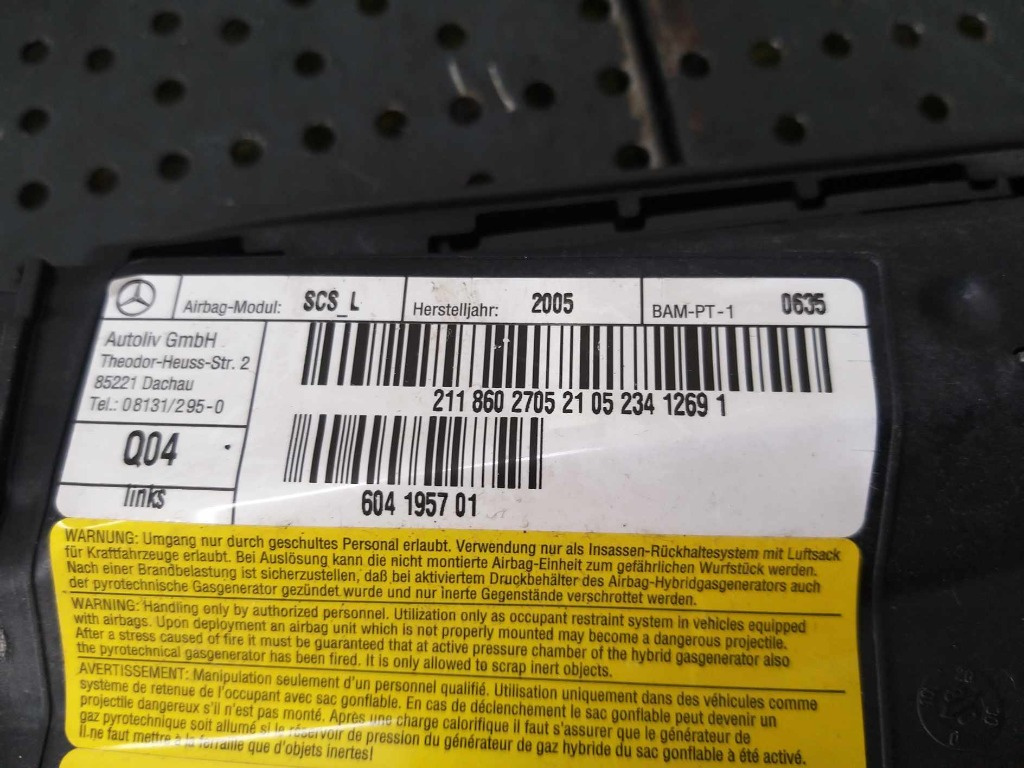 Airbag-Modul: SCS_L Herstelljahr: 2005 BAM-PT-1 0635
Autoliv GmbH
Theodor-Heuss-Str. 2
85221 Dachau
Tel.: 08131/295-0
211 860 2705 21 05 234 1269 1
Q04
links
604 1957 01
WARNUNG: Umgang nur durch geschultes Personal erlaubt. Verwendung nur als Insassen-Rückhaltesystem mit Luftsack
für Kraftfahrzeuge erlaubt. Bei Auslösung kann die nicht montierte Airbag-Einheit zum gefährlichen Wurfstück werden.
Nach einer Brandbelastung ist sicherzustellen, daß bei aktiviertem Druckbehälter des Airbag-Hybridgasgenerators auch
der pyrotechnische Gasgenerator gezündet wurde und nur inerte Gegenstände verschrottet werden.
WARNING: Handling only by authorized personnel. Utilization only as occupant restraint system in vehicles equipped
with airbags. Upon deployment an airbag unit which is not properly mounted may become a dangerous projectile.
After a stress caused of fire it must be guaranteed that at active pressure chamber of the hybrid gasgenerator also
the pyrotechnical gasgenerator has been fired. It is only allowed to scrap inert objects.
AVERTISSEMENT: Manipulation seulement d'un personnel qualifié. Utilisation uniquement dans des véhicules comme
système de retenue de l'occupant avec sac gonflable. En cas de déclenchement le sac gonflable peut devenir un
projectile dangereux s'il n'est pas monté. Après une charge calorifique il faut s'assurer que le générateur de
gaz pyrotechnique soit allumé si le réservoir de pression du générateur de gaz hybride du sac gonflable a été activé.
Il ne faut mettre à la ferraille que d'objets inertes!